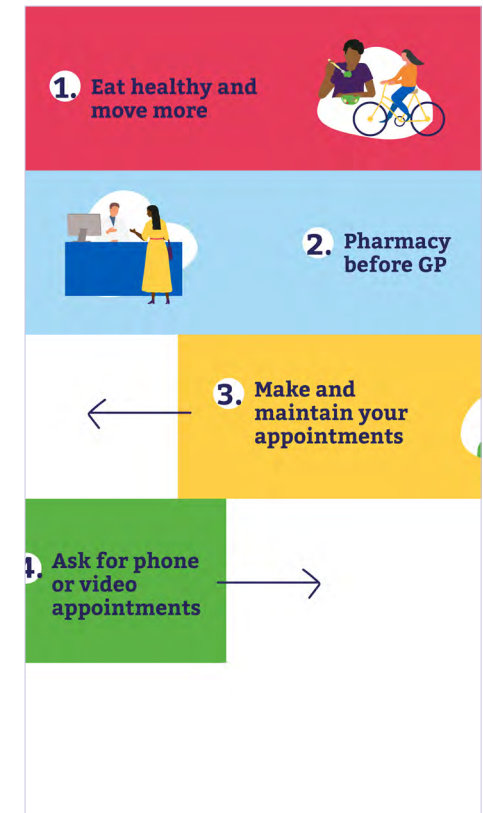 1. Eat healthy and
move more
2. Pharmacy
before GP
3. Make and
maintain your
appointments
4. Ask for phone
or video
appointments